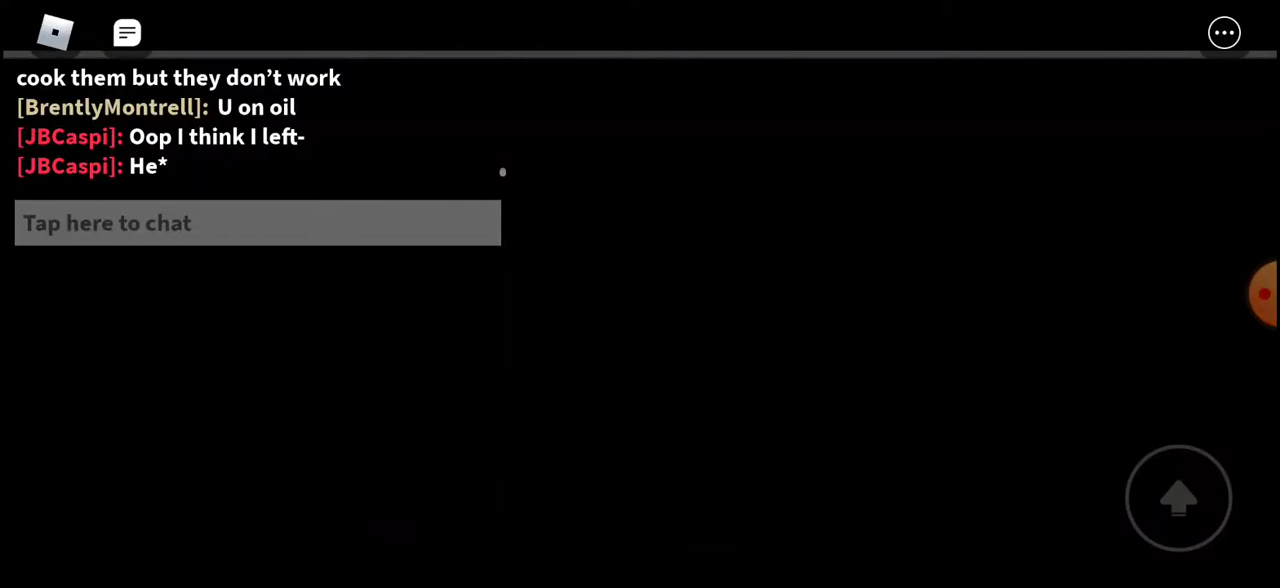 cook them but they don’t work
[BrentlyMontrell]: U on oil
[JBCaspi]: Oop I think I left-
[JBCaspi]: He*
Tap here to chat